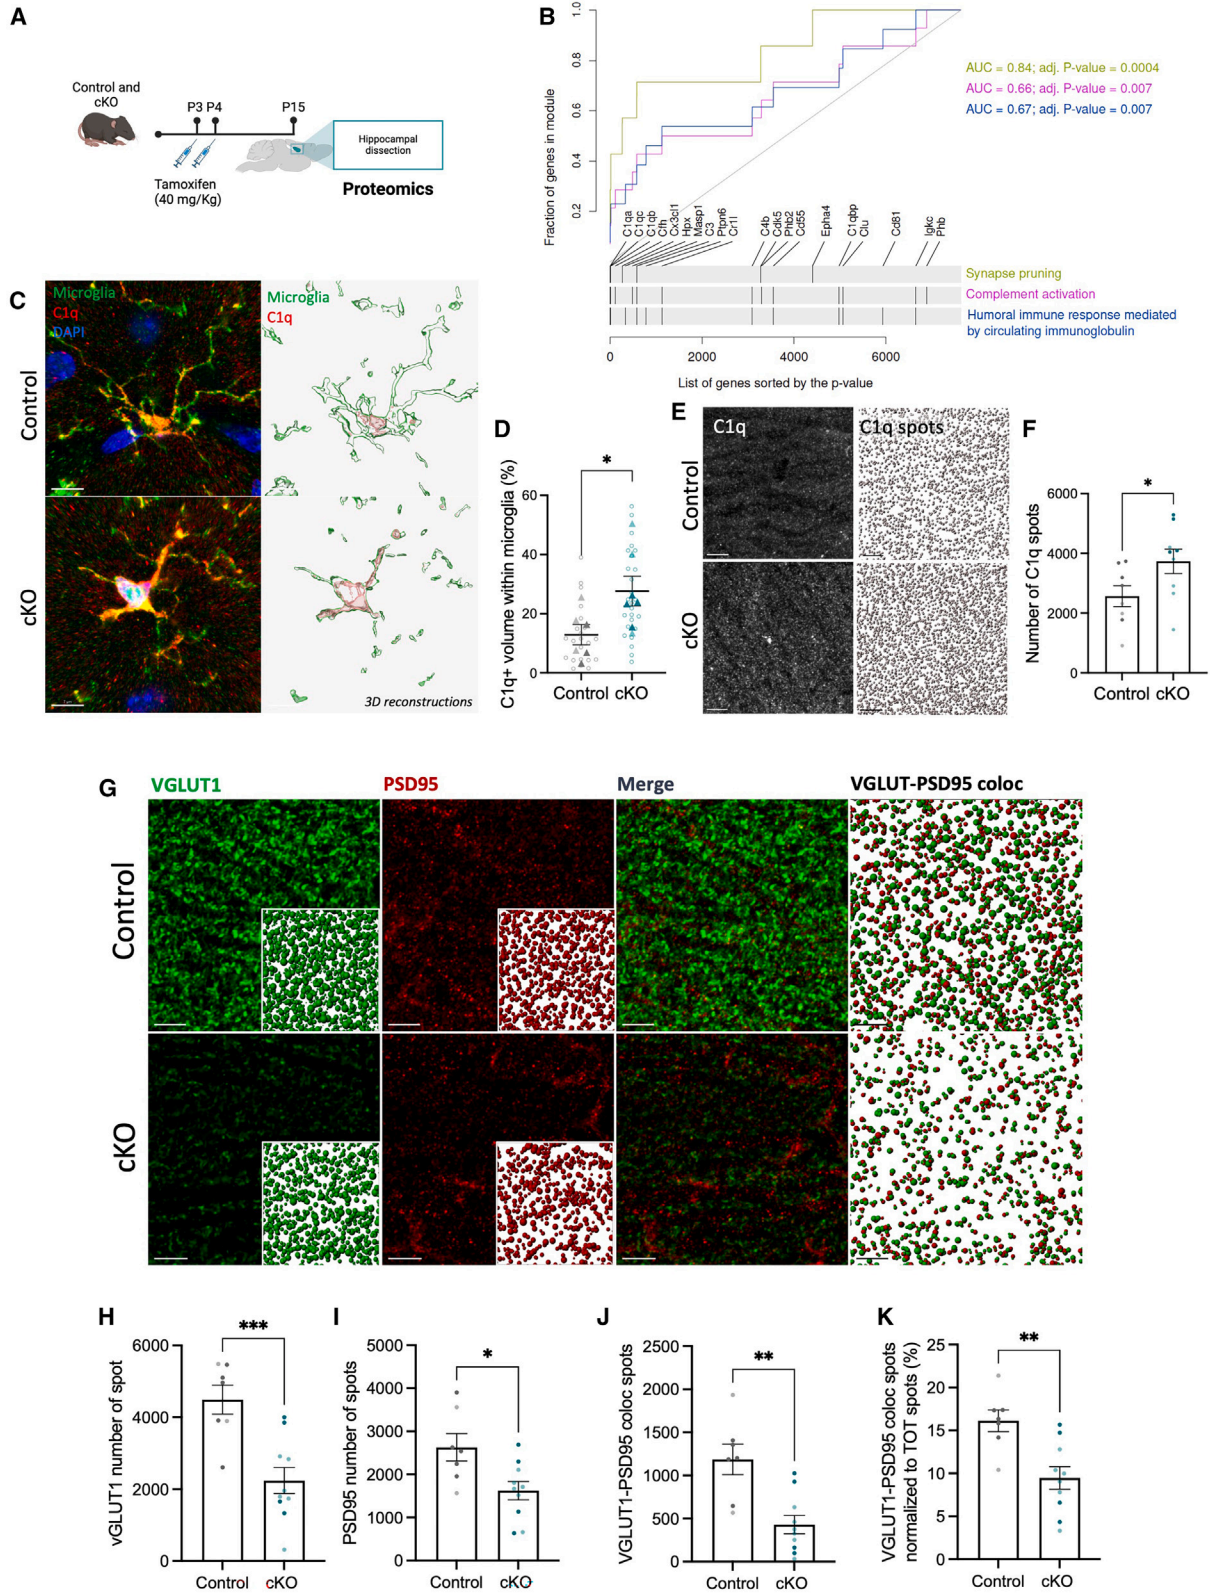 A
Control and
cKO
P3 P4
P15
Tamoxifen
(40 mg/Kg)
Hippocampal
dissection
Proteomics
B
Fraction of genes in module
1.0
0.8
0.6
0.4
0.2
AUC = 0.84; adj. P-value = 0.0004
AUC = 0.66; adj. P-value = 0.007
AUC = 0.67; adj. P-value = 0.007
C1qa
C1qc
C1qb
Cfh
Cx3cl1
Hpx
Masp1
C3
Ptpn6
Cr1l
C4b
Cdk5
Phb2
Cd55
Epha4
C1qbp
Clu
Cd81
Igkc
Phb
Synapse pruning
Complement activation
Humoral immune response mediated
by circulating immunoglobulin
0 2000 4000 6000
List of genes sorted by the p-value
C
Microglia
C1q
DAPI
Microglia
C1q
Control
cKO
3D reconstructions
D
C1q+ volume within microglia (%)
*
60
40
20
0
Control cKO
E
C1q
C1q spots
Control
cKO
F
Number of C1q spots
*
6000
4000
2000
0
Control cKO
G
VGLUT1
PSD95
Merge
VGLUT-PSD95 coloc
Control
cKO
H
vGLUT1 number of spot
***
6000
4000
2000
0
Control cKO
I
PSD95 number of spots
*
5000
4000
3000
2000
1000
0
Control cKO
J
VGLUT1-PSD95 coloc spots
**
2500
2000
1500
1000
500
0
Control cKO
K
VGLUT1-PSD95 coloc spots
normalized to TOT spots (%)
**
25
20
15
10
5
0
Control cKO